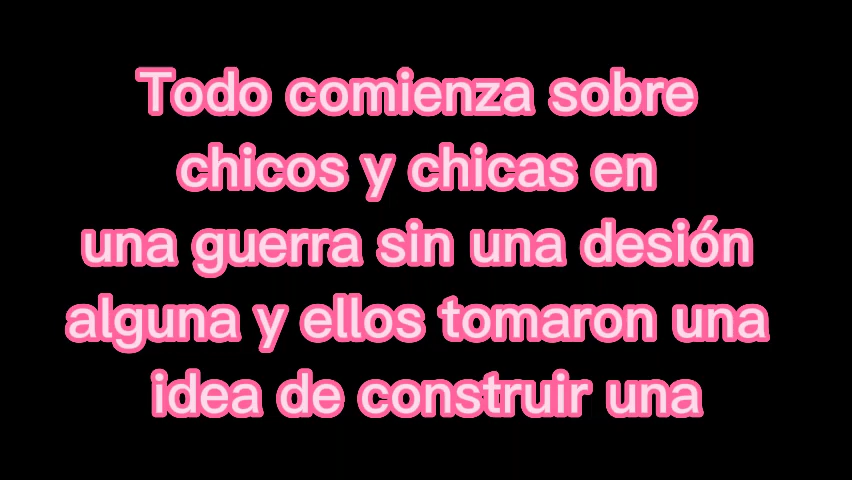 Todo comienza sobre
chicos y chicas en
una guerra sin una desión
alguna y ellos tomaron una
idea de construir una